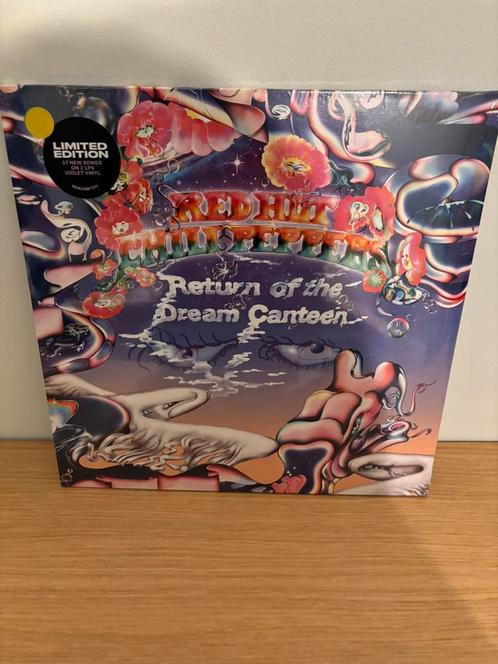 LIMITED
EDITION
17 NEW SONGS
ON 2 LPS
VIOLET VINYL
RED HOT
CHILI PEPPERS
Return of the
Dream Canteen